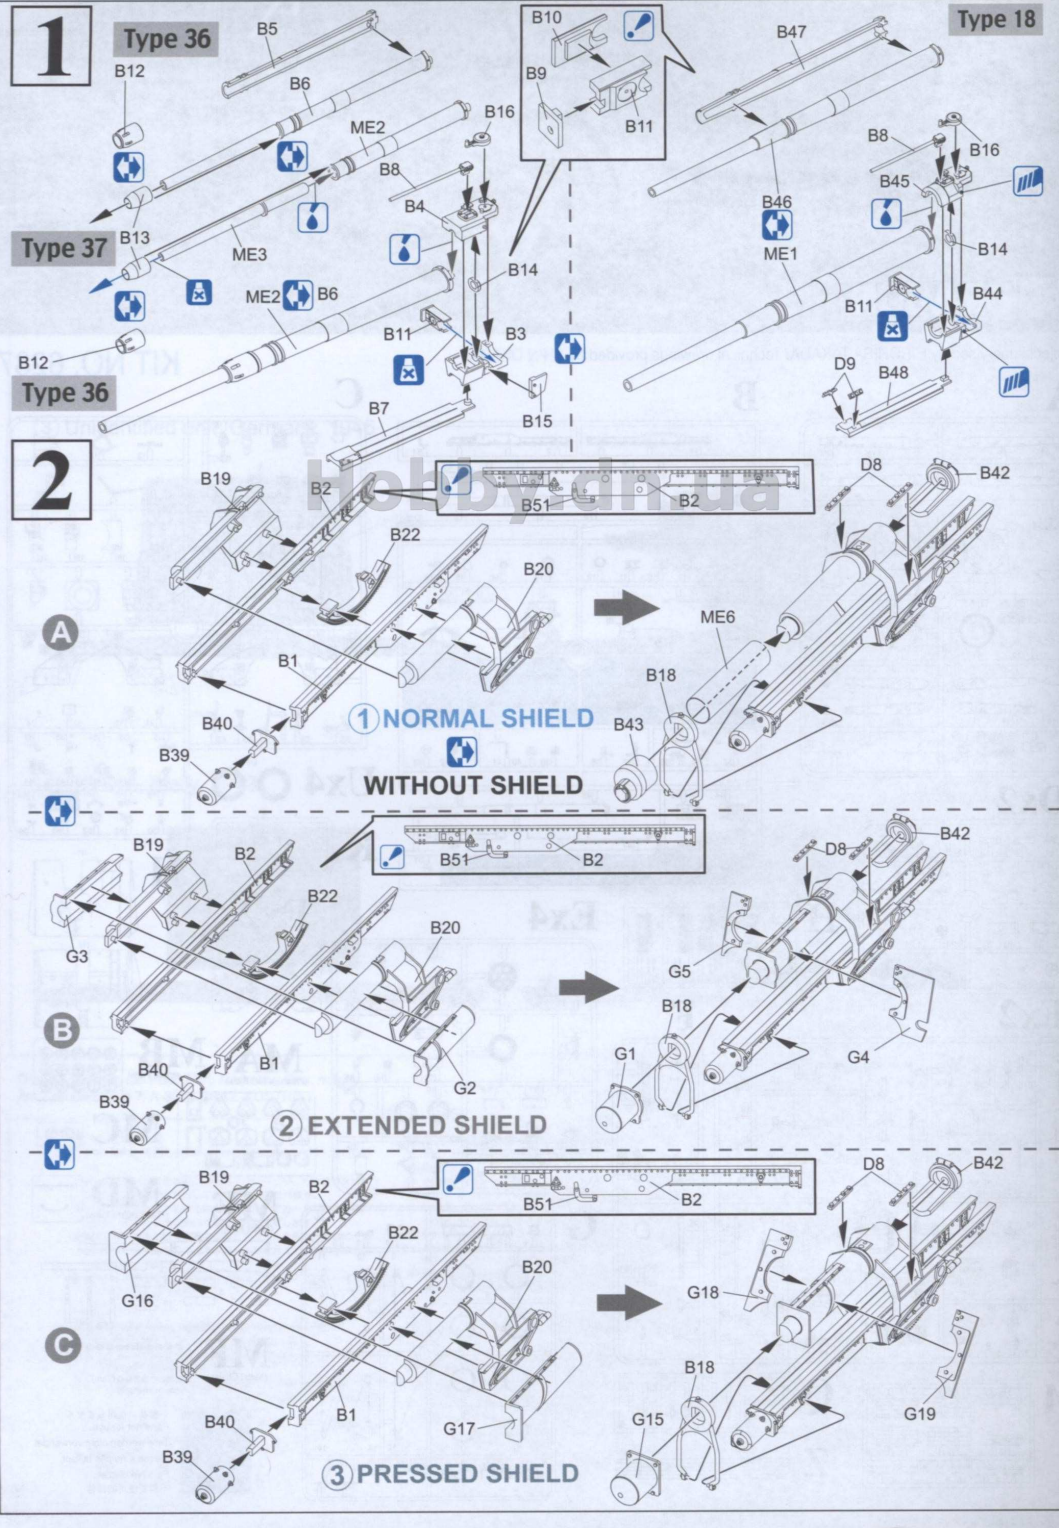 1
Type 36
B5
B10
Type 18
B47
B12
B6
B9
B16
ME2
B11
B8
B8
B16
B4
B45
B46
B13
Type 37
ME3
B14
B14
ME1
ME2
B6
B11
B3
B11
B44
B12
D9
Type 36
B7
B15
B48
2
Hobby.dn.ua
B19
B2
B51
B2
D8
B42
B22
B20
A
ME6
B1
B18
1 NORMAL SHIELD
B40
B43
B39
WITHOUT SHIELD
B19
B2
B51
B2
D8
B42
B22
G3
B20
G5
B
B18
B1
G1
G4
B40
G2
B39
2 EXTENDED SHIELD
B19
B2
B51
B2
D8
B42
B22
B20
G16
G18
C
B18
B1
G17
G15
G19
B40
B39
3 PRESSED SHIELD